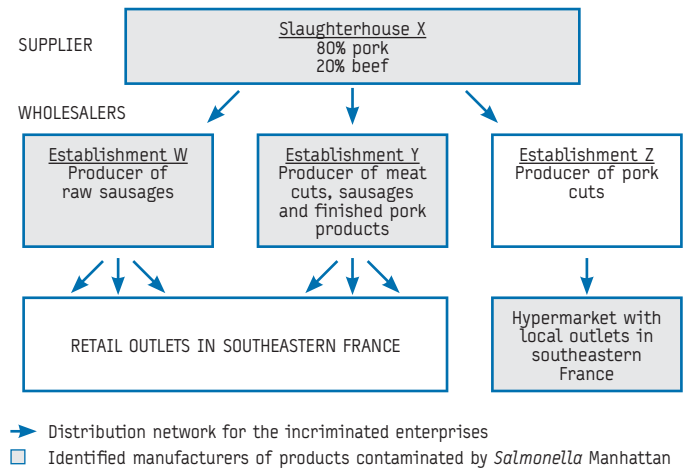 SUPPLIER
Slaughterhouse X
80% pork
20% beef
WHOLESALERS
Establishment W
Producer of
raw sausages
Establishment Y
Producer of meat
cuts, sausages
and finished pork
products
Establishment Z
Producer of pork
cuts
RETAIL OUTLETS IN SOUTHEASTERN FRANCE
Hypermarket with
local outlets in
southeastern
France
Distribution network for the incriminated enterprises
Identified manufacturers of products contaminated by Salmonella Manhattan